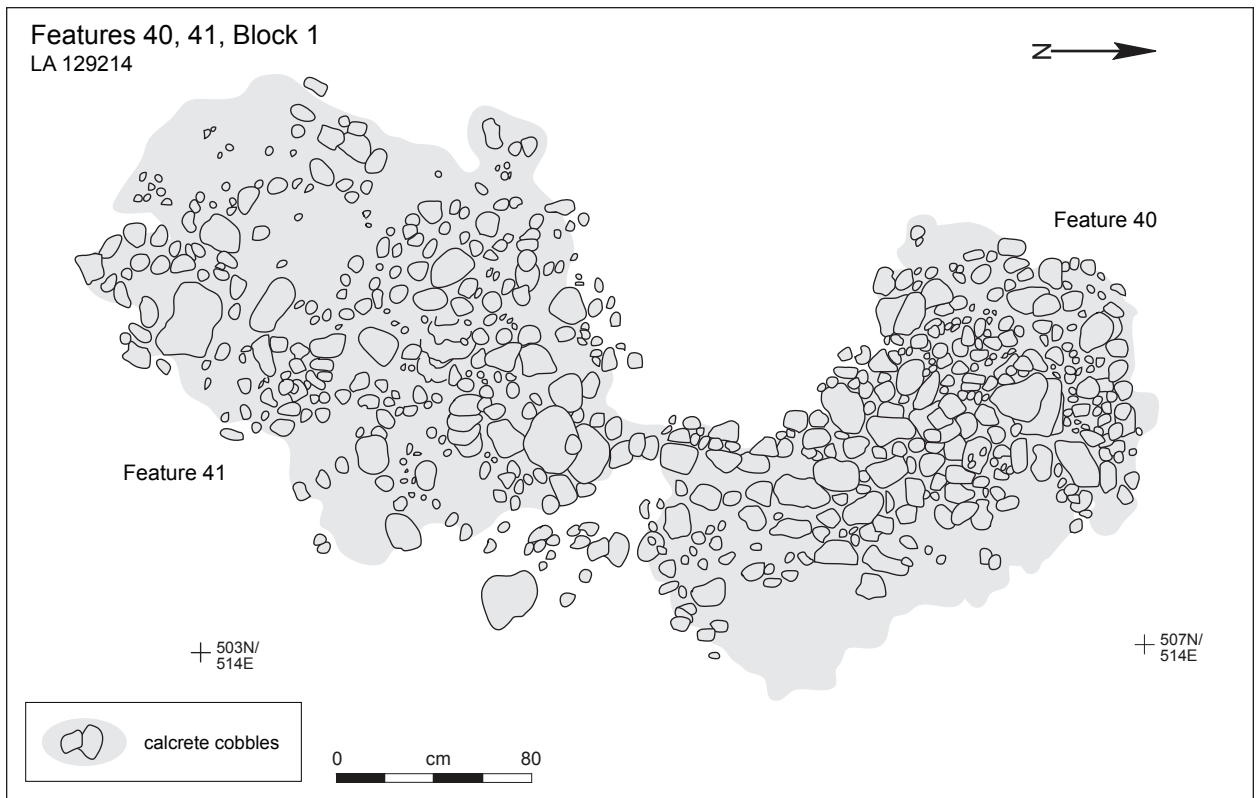 Features 40, 41, Block 1
LA 129214
N
Feature 40
Feature 41
503N/
514E
507N/
514E
calcrete cobbles
0 cm 80